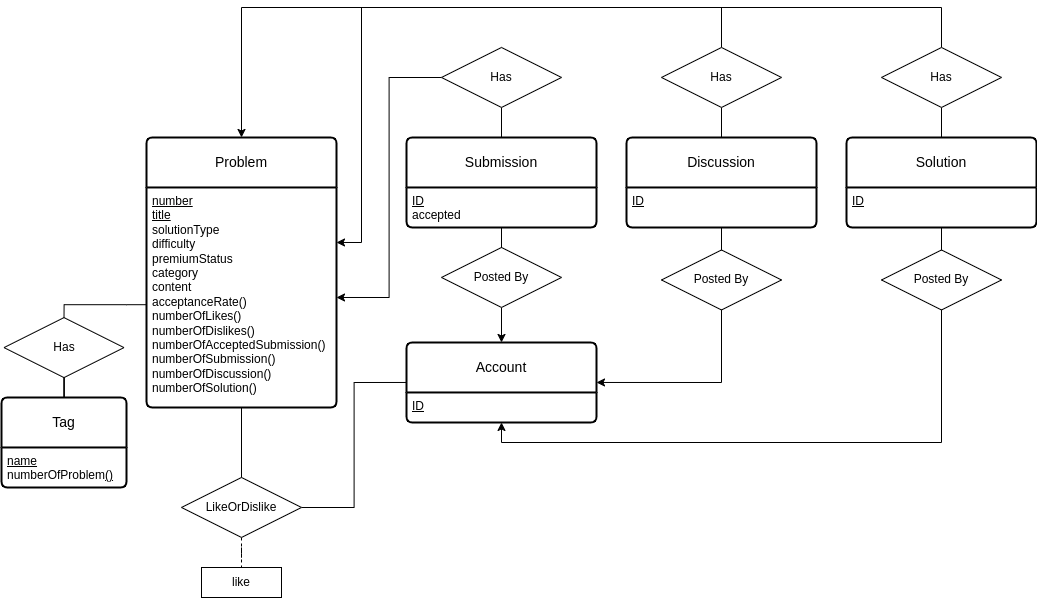 Has
Has
Has
Problem
number
title
solutionType
difficulty
premiumStatus
category
content
acceptanceRate()
numberOfLikes()
numberOfDislikes()
numberOfAcceptedSubmission()
numberOfSubmission()
numberOfDiscussion()
numberOfSolution()
Submission
ID
accepted
Discussion
ID
Solution
ID
Posted By
Posted By
Posted By
Has
Account
ID
Tag
name
numberOfProblem()
LikeOrDislike
like